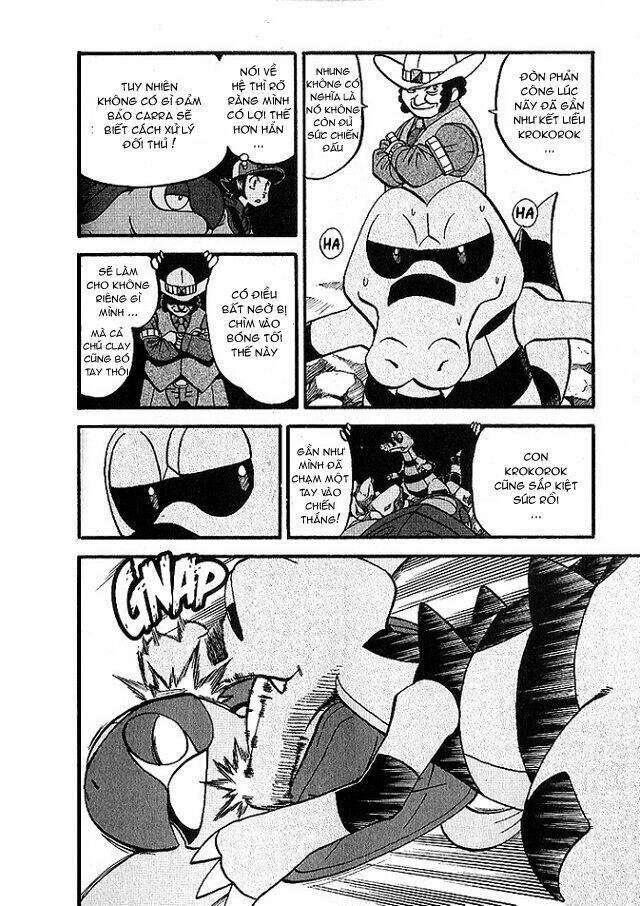 ĐÒN PHẢN
CÔNG LÚC
NÃY ĐÃ GẦN
NHƯ KẾT LIỄU
KROKOROK
...
NHƯNG
KHÔNG CÓ
NGHĨA LÀ
NÓ KHÔNG
CÒN ĐỦ
SỨC CHIẾN
ĐẤU
HA
HA
NÓI VỀ
HỆ THÌ RÕ
RÀNG MÌNH
CÓ LỢI THẾ
HƠN HẲN
...
TUY NHIÊN
KHÔNG CÓ GÌ ĐẢM
BẢO CARRA SẼ
BIẾT CÁCH XỬ LÝ
ĐỐI THỦ!
CÓ ĐIỀU
BẤT NGỜ BỊ
CHÌM VÀO
BÓNG TỐI
THẾ NÀY
SẼ LÀM
CHO KHÔNG
RIÊNG GÌ
MÌNH ...
MÀ CẢ
CHÚ CLAY
CŨNG BÓ
TAY THÔI
CON
KROKOROK
CŨNG SẮP KIỆT
SỨC RỒI
...
GẦN NHƯ
MÌNH ĐÃ
CHẠM MỘT
TAY VÀO
CHIẾN
THẮNG!
GNAP